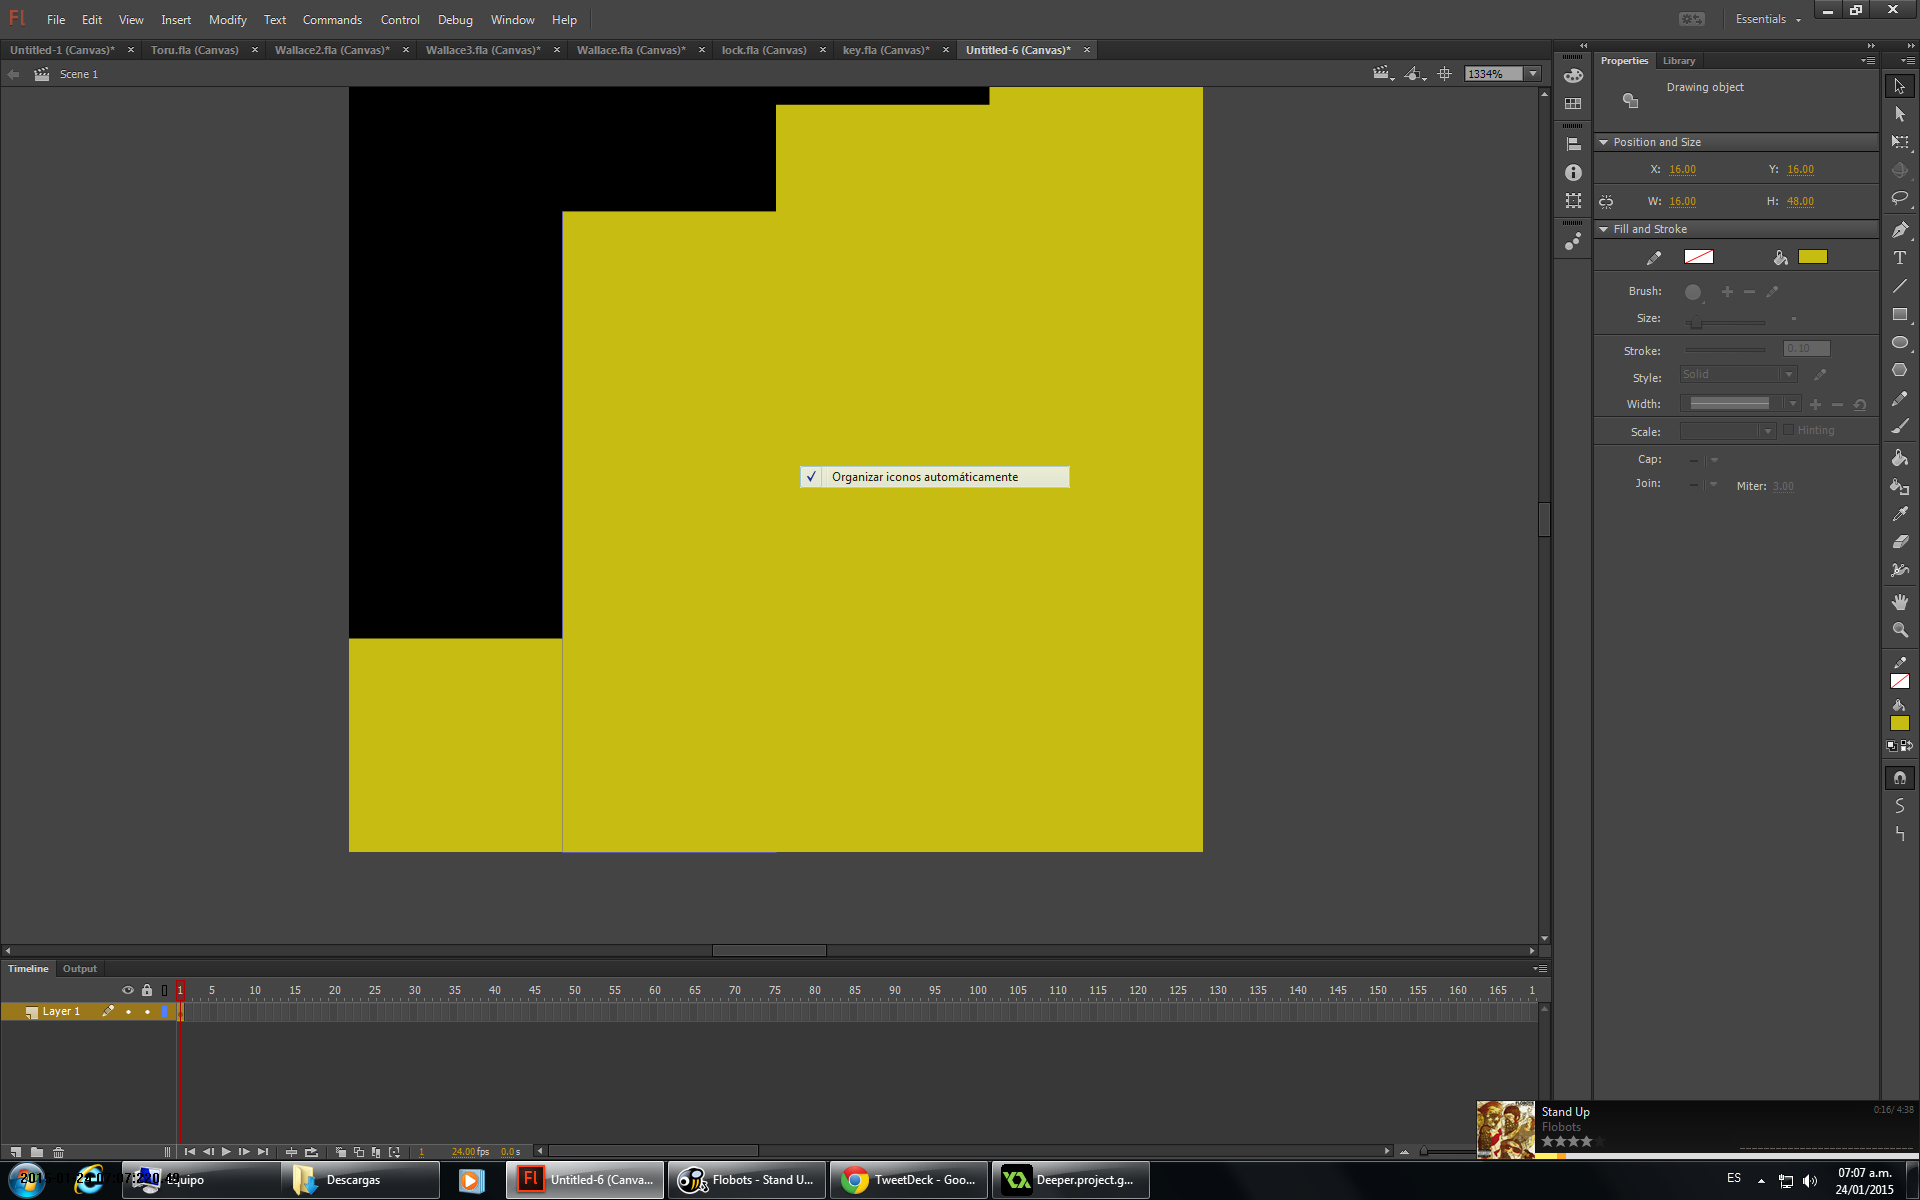 Fl File Edit View Insert Modify Text Commands Control Debug Window Help Essentials
Untitled-1 (Canvas)* Toru.fla (Canvas) Wallace2.fla (Canvas)* Wallace3.fla (Canvas)* Wallace.fla (Canvas)* lock.fla (Canvas) key.fla (Canvas)* Untitled-6 (Canvas)*
Scene 1 1334%
Properties Library
Drawing object
Position and Size
X: 16.00 Y: 16.00
W: 16.00 H: 48.00
Fill and Stroke
Brush:
Size:
Stroke: 0.10
Style: Solid
Width:
Scale: Hinting
Cap:
Join: Miter: 3.00
Organizar iconos automáticamente
Timeline Output
1 5 10 15 20 25 30 35 40 45 50 55 60 65 70 75 80 85 90 95 100 105 110 115 120 125 130 135 140 145 150 155 160 165 1
Layer 1
1 24.00 fps 0.0 s
Stand Up 0:16/ 4:38
Flobots
Equipo Descargas Fl Untitled-6 (Canva... Flobots - Stand U... TweetDeck - Goo... Deeper.project.g... ES 07:07 a.m.
24/01/2015